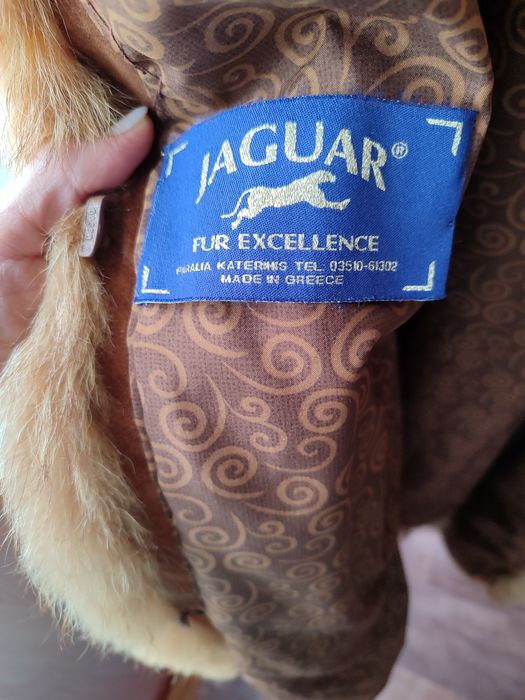 JAGUAR®
FUR EXCELLENCE
PARALIA KATERINIS TEL. 03510-61302
MADE IN GREECE